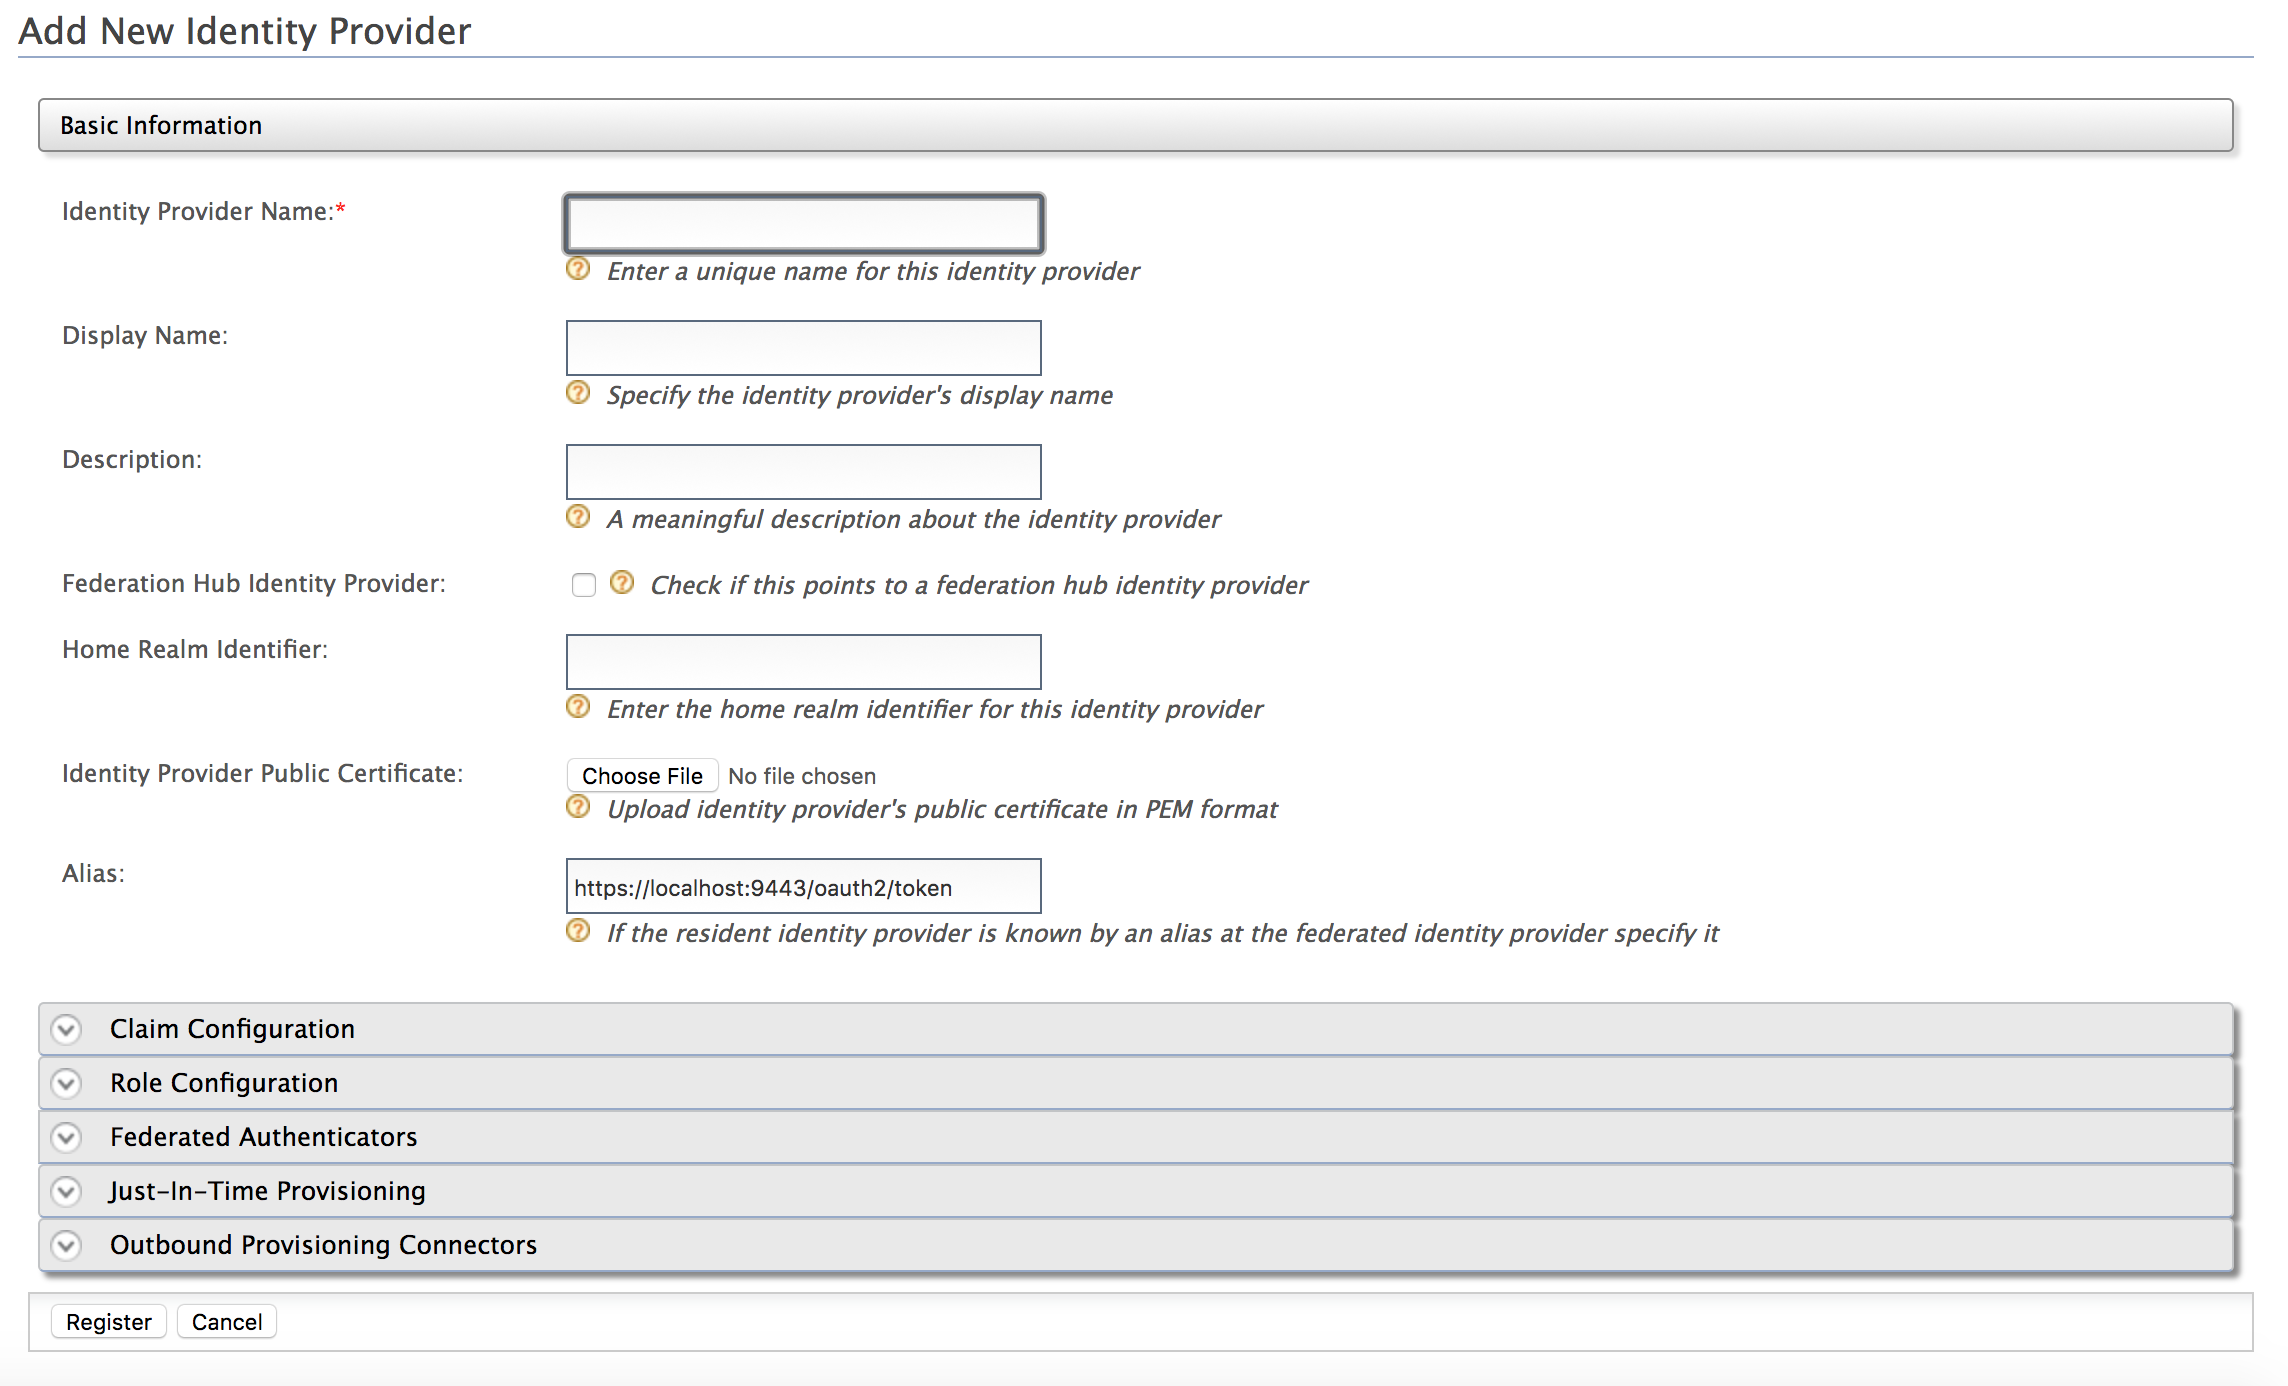 Add New Identity Provider
Basic Information
Identity Provider Name:*
Enter a unique name for this identity provider
Display Name:
Specify the identity provider's display name
Description:
A meaningful description about the identity provider
Federation Hub Identity Provider:
Check if this points to a federation hub identity provider
Home Realm Identifier:
Enter the home realm identifier for this identity provider
Identity Provider Public Certificate:
Choose File No file chosen
Upload identity provider's public certificate in PEM format
Alias:
https://localhost:9443/oauth2/token
If the resident identity provider is known by an alias at the federated identity provider specify it
Claim Configuration
Role Configuration
Federated Authenticators
Just-In-Time Provisioning
Outbound Provisioning Connectors
Register Cancel